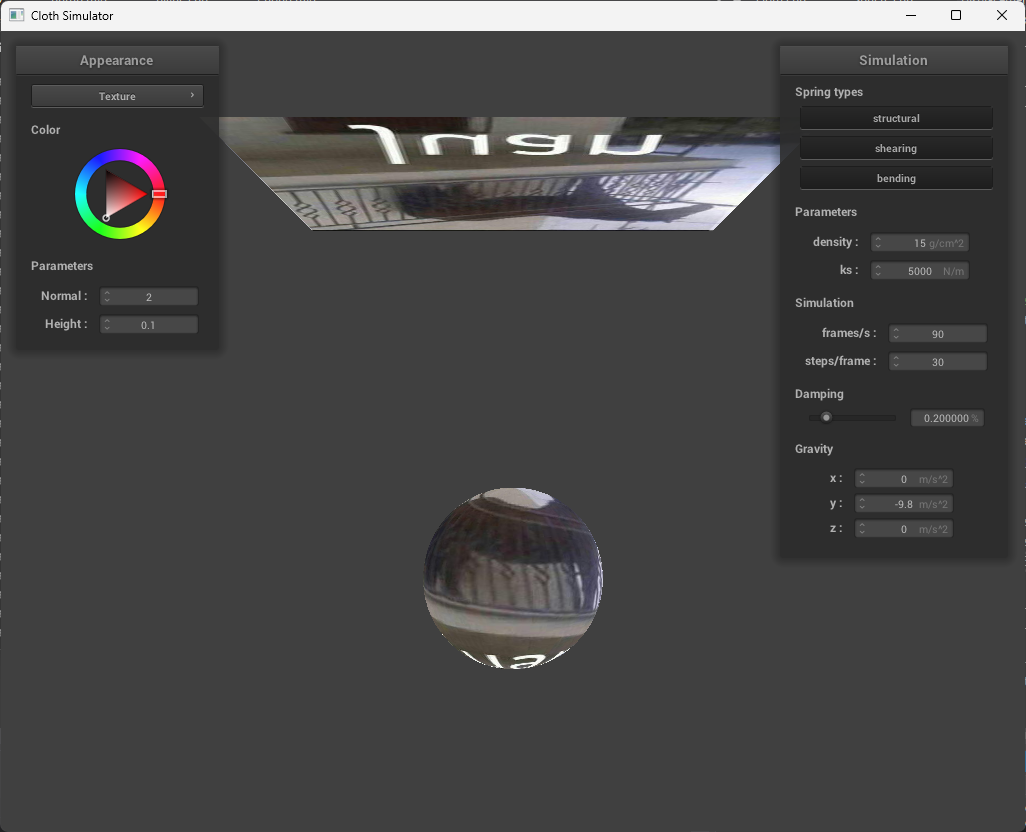 Cloth Simulator
Appearance
Texture
Color
Parameters
Normal : 2
Height : 0.1
Juan
Simulation
Spring types
structural
shearing
bending
Parameters
density : 15 g/cm^2
ks : 5000 N/m
Simulation
frames/s : 90
steps/frame : 30
Damping
0.200000 %
Gravity
x : 0 m/s^2
y : -9.8 m/s^2
z : 0 m/s^2